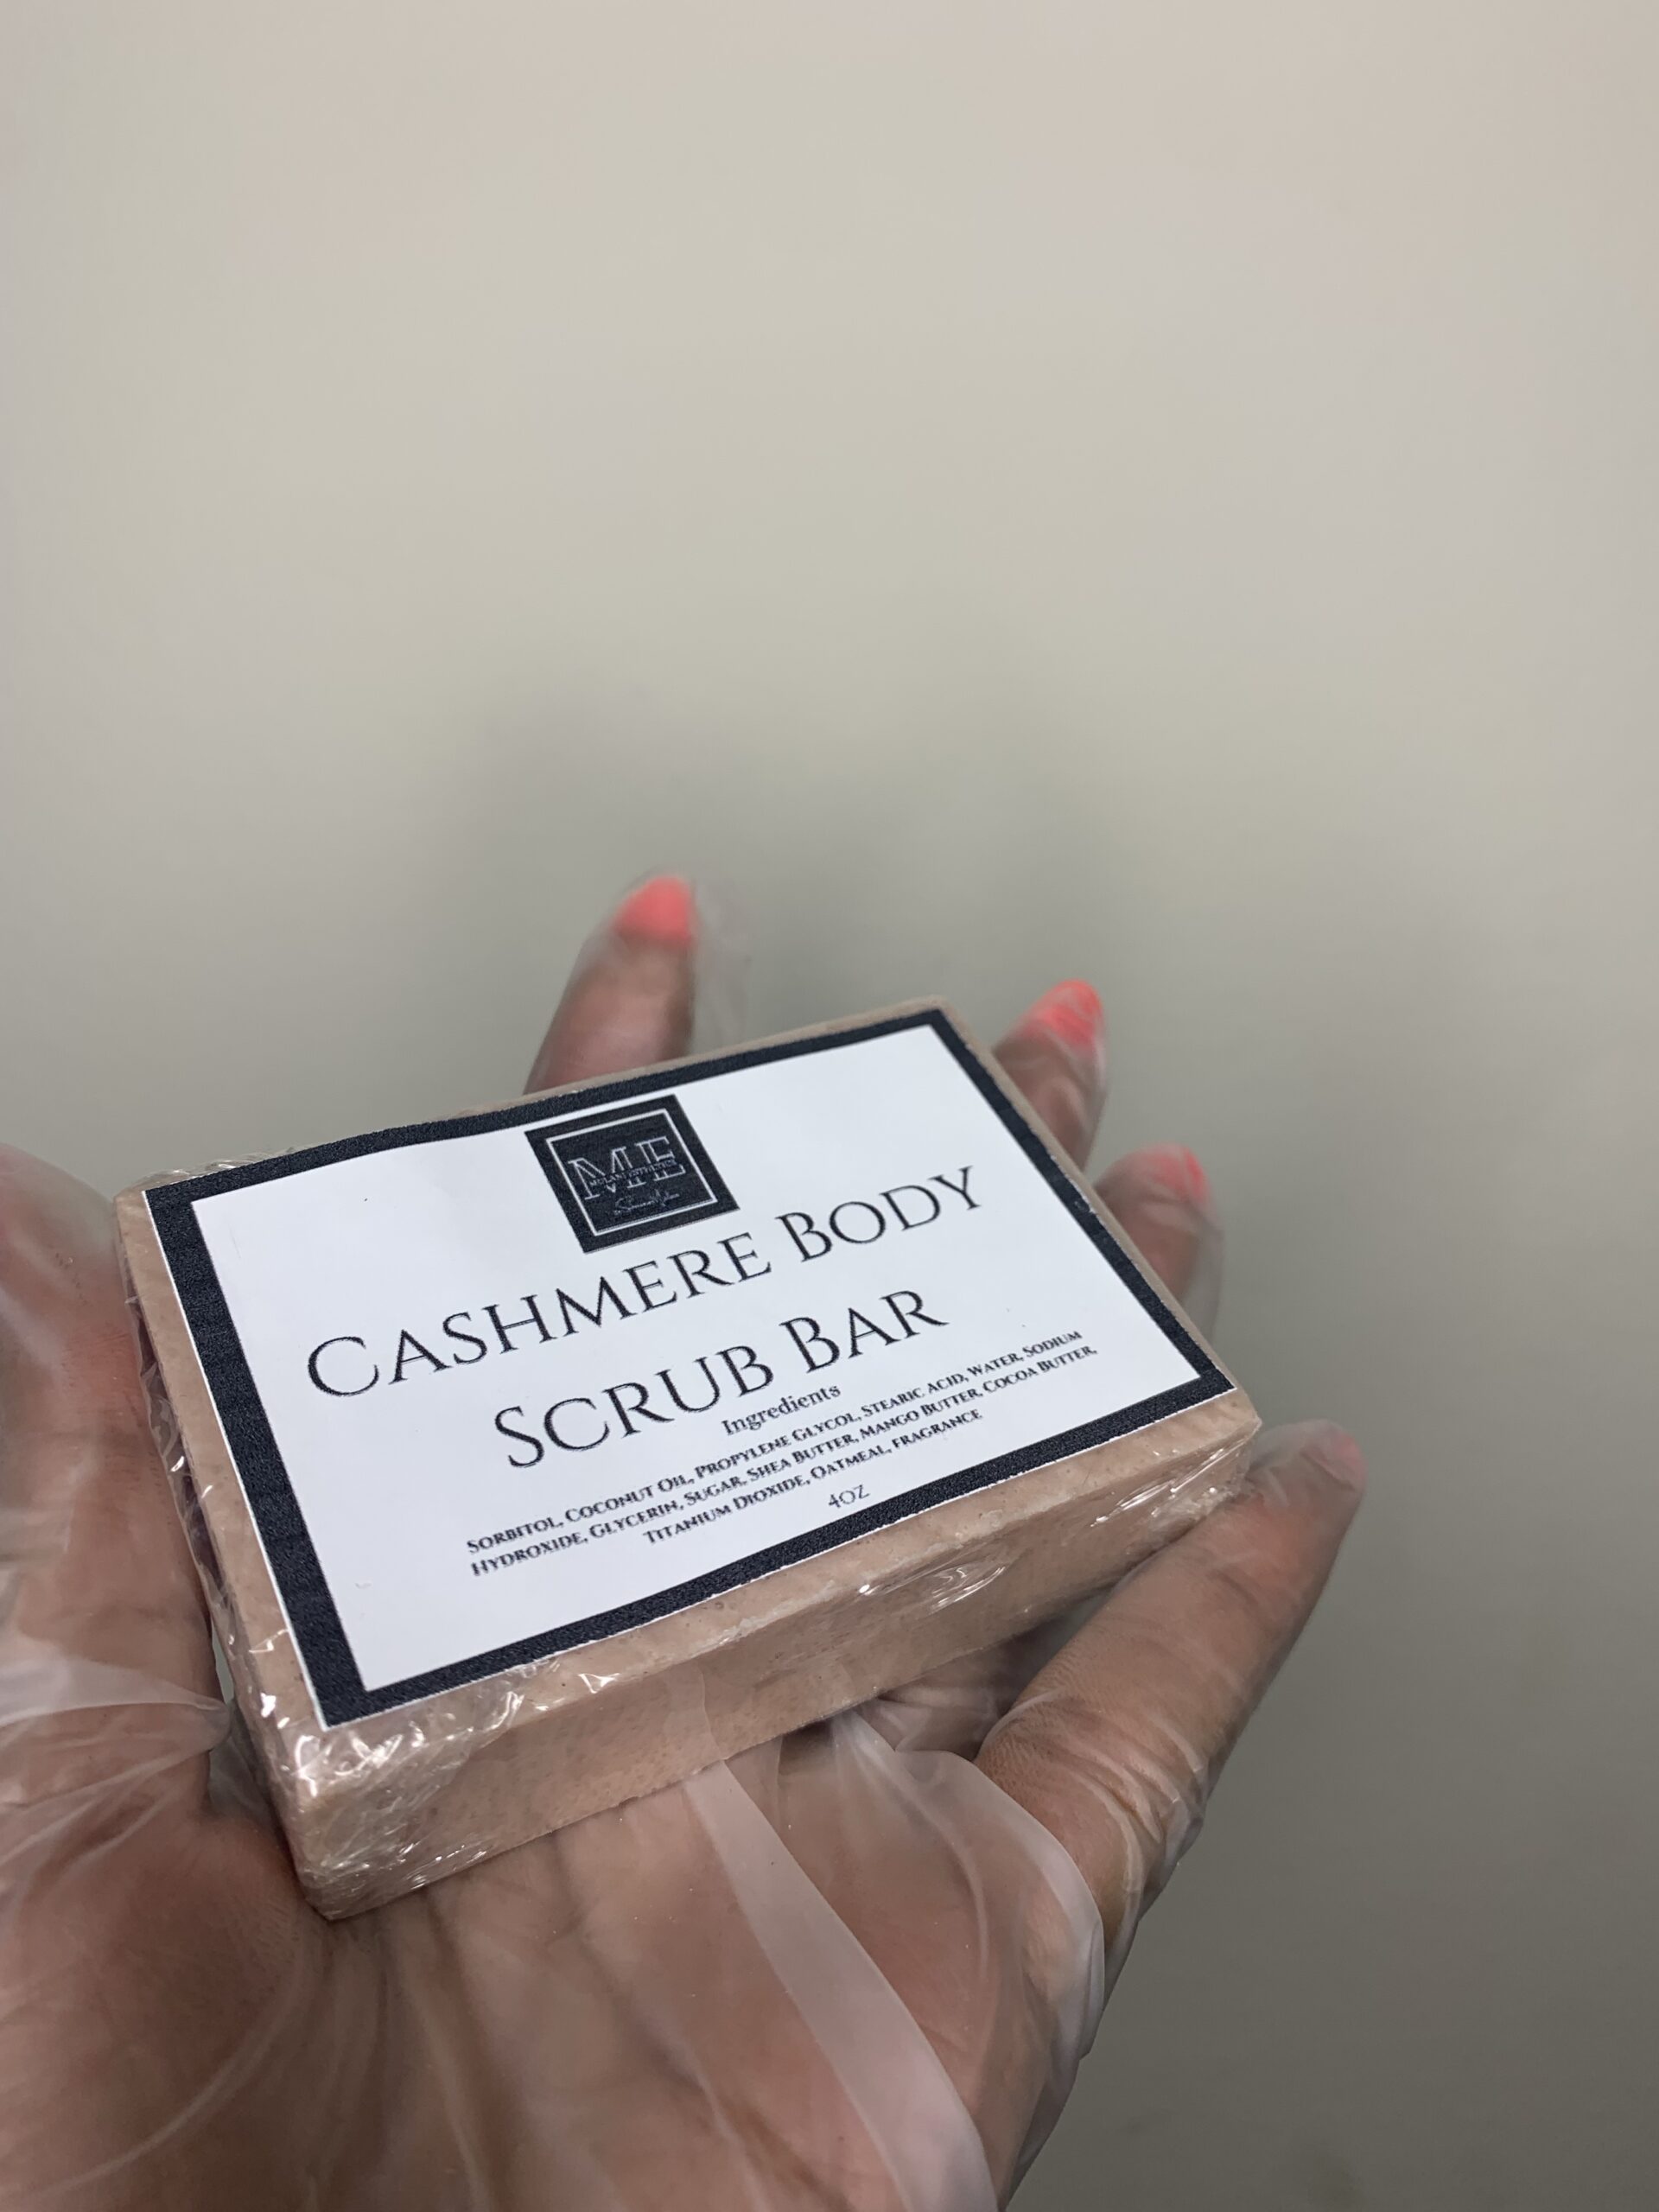 ME
CASHMERE BODY
SCRUB BAR
Ingredients
SORBITOL, COCONUT OIL, PROPYLENE GLYCOL, STEARIC ACID, WATER, SODIUM
HYDROXIDE, GLYCERIN, SUGAR, SHEA BUTTER, MANGO BUTTER, COCOA BUTTER,
TITANIUM DIOXIDE, OATMEAL, FRAGRANCE
4OZ